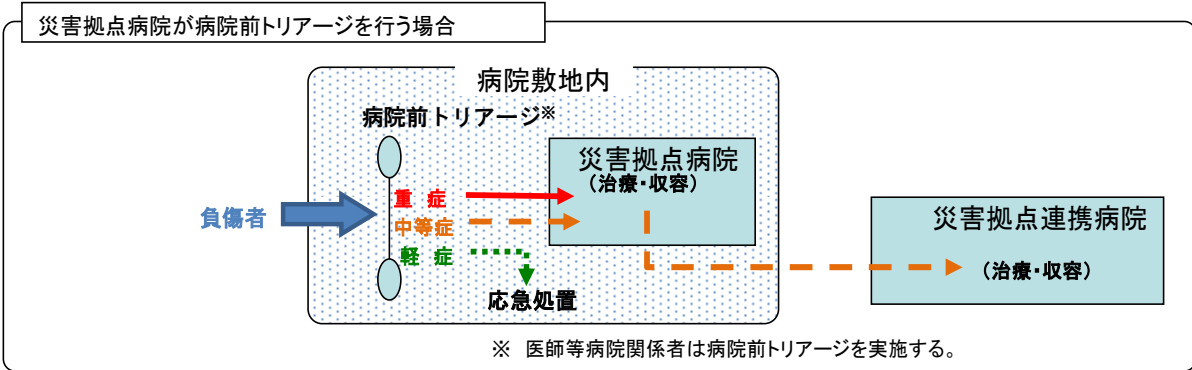 災害拠点病院が病院前トリアージを行う場合
病院敷地内
病院前トリアージ※
災害拠点病院
（治療・収容）
重 症
負傷者
中等症
軽 症
応急処置
災害拠点連携病院
（治療・収容）
※ 医師等病院関係者は病院前トリアージを実施する。